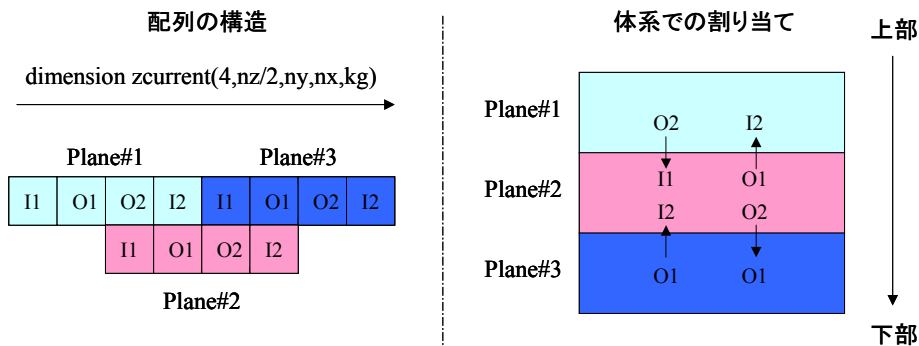 配列の構造
dimension zcurrent(4,nz/2,ny,nx,kg)
Plane#1 Plane#3
I1 O1 O2 I2 I1 O1 O2 I2
I1 O1 O2 I2
Plane#2
体系での割り当て
上部
Plane#1
O2 I2
Plane#2
I1 O1
I2 O2
Plane#3
O1 O1
下部